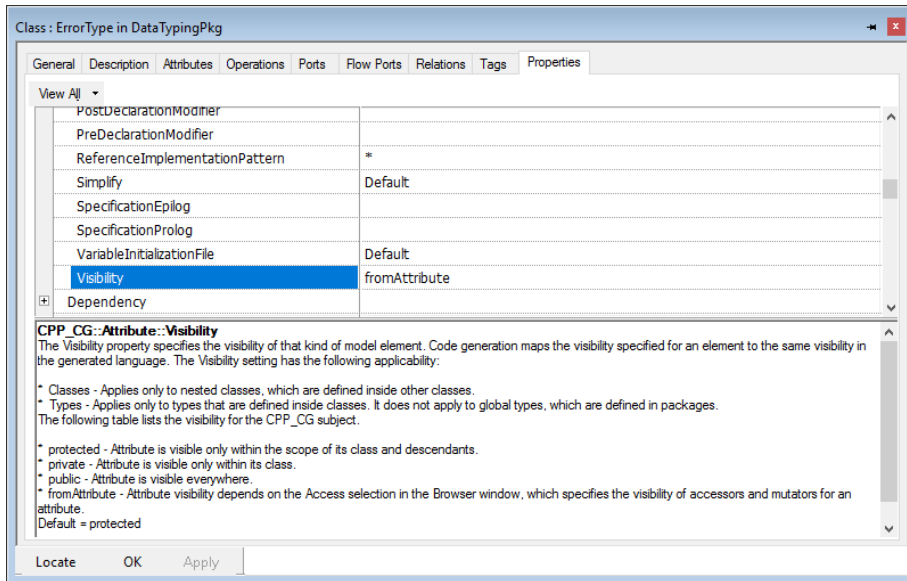 Class : ErrorType in DataTypingPkg
General Description Attributes Operations Ports Flow Ports Relations Tags Properties
View All
PostDeclarationModifier
PreDeclarationModifier
ReferenceImplementationPattern *
Simplify Default
SpecificationEpilog
SpecificationProlog
VariableInitializationFile Default
Visibility fromAttribute
Dependency
CPP_CG::Attribute::Visibility
The Visibility property specifies the visibility of that kind of model element. Code generation maps the visibility specified for an element to the same visibility in
the generated language. The Visibility setting has the following applicability:
* Classes - Applies only to nested classes, which are defined inside other classes.
* Types - Applies only to types that are defined inside classes. It does not apply to global types, which are defined in packages.
The following table lists the visibility for the CPP_CG subject.
* protected - Attribute is visible only within the scope of its class and descendants.
* private - Attribute is visible only within its class.
* public - Attribute is visible everywhere.
* fromAttribute - Attribute visibility depends on the Access selection in the Browser window, which specifies the visibility of accessors and mutators for an
attribute.
Default = protected
Locate OK Apply